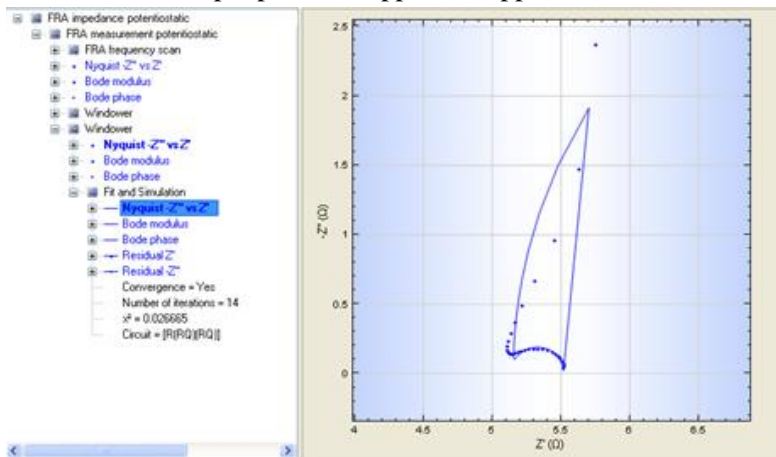 FRA impedance potentiostatic
FRA measurement potentiostatic
FRA frequency scan
Nyquist -Z" vs Z'
Bode modulus
Bode phase
Windower
Windower
Nyquist -Z" vs Z'
Bode modulus
Bode phase
Fit and Simulation
Nyquist -Z" vs Z'
Bode modulus
Bode phase
Residual Z'
Residual -Z"
Convergence = Yes
Number of iterations = 14
x² = 0.026665
Circuit = [R(RQ)(RQ)]
2.5
2
1.5
1
0.5
0
-Z" (Ω)
4 4.5 5 5.5 6 6.5
Z' (Ω)